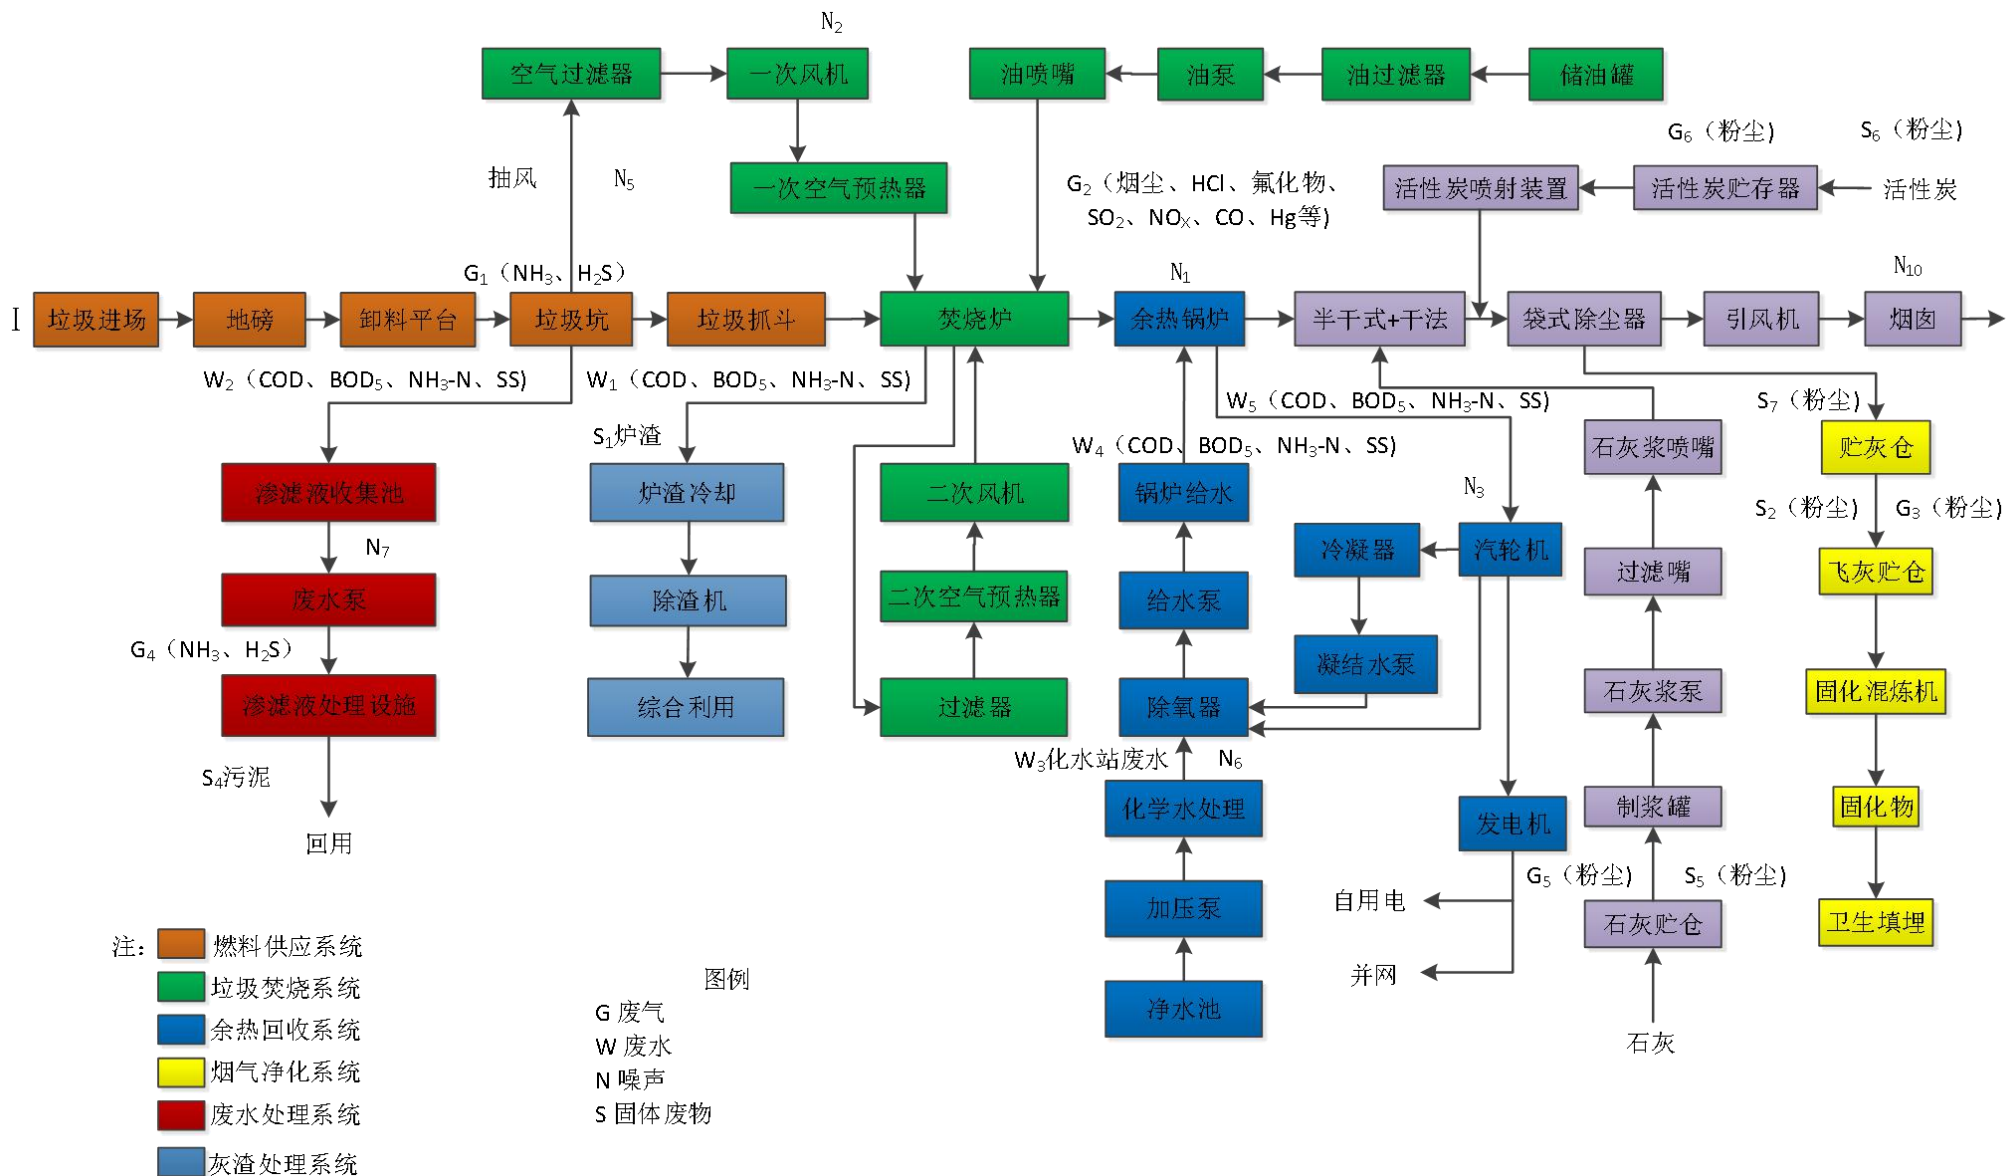 N₂
空气过滤器
一次风机
油喷嘴
油泵
油过滤器
储油罐
G₆（粉尘）
S₆（粉尘）
抽风
N₅
一次空气预热器
G₂（烟尘、HCl、氟化物、
SO₂、NOₓ、CO、Hg等）
活性炭喷射装置
活性炭贮存器
活性炭
G₁（NH₃、H₂S）
N₁
N₁₀
I
垃圾进场
地磅
卸料平台
垃圾坑
垃圾抓斗
焚烧炉
余热锅炉
半干式+干法
袋式除尘器
引风机
烟囱
W₂（COD、BOD₅、NH₃-N、SS）
W₁（COD、BOD₅、NH₃-N、SS）
W₅（COD、BOD₅、NH₃-N、SS）
S₇（粉尘）
S₁炉渣
W₄（COD、BOD₅、NH₃-N、SS）
石灰浆喷嘴
贮灰仓
渗滤液收集池
炉渣冷却
二次风机
锅炉给水
N₃
S₂（粉尘）
G₃（粉尘）
N₇
冷凝器
汽轮机
过滤嘴
飞灰贮仓
废水泵
除渣机
二次空气预热器
给水泵
G₄（NH₃、H₂S）
凝结水泵
渗滤液处理设施
综合利用
过滤器
除氧器
石灰浆泵
固化混炼机
W₃化水站废水
N₆
S₄污泥
化学水处理
发电机
制浆罐
固化物
回用
G₅（粉尘）
S₅（粉尘）
加压泵
自用电
石灰贮仓
卫生填埋
并网
净水池
石灰
注：
燃料供应系统
垃圾焚烧系统
余热回收系统
烟气净化系统
废水处理系统
灰渣处理系统
图例
G 废气
W 废水
N 噪声
S 固体废物